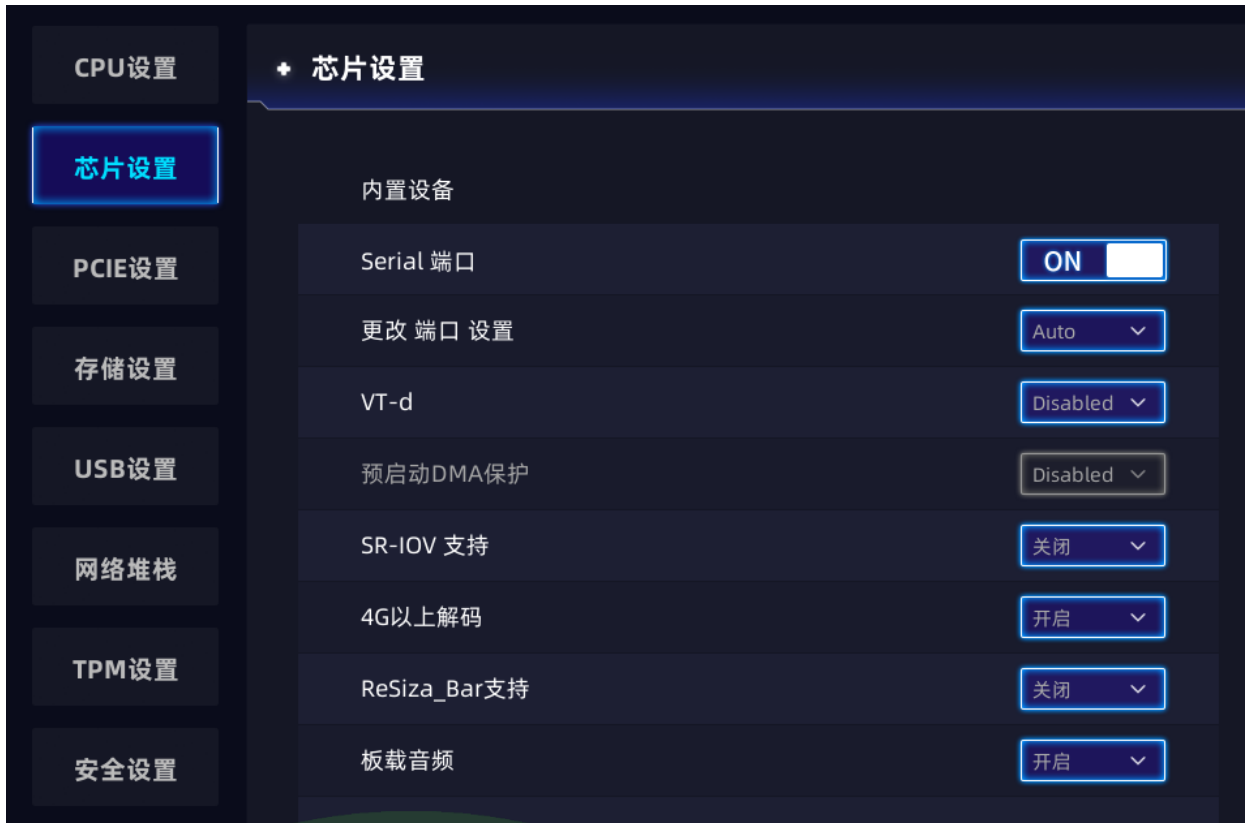 CPU设置
芯片设置
PCIE设置
存储设置
USB设置
网络堆栈
TPM设置
安全设置
芯片设置
内置设备
Serial 端口 ON
更改 端口 设置 Auto
VT-d Disabled
预启动DMA保护 Disabled
SR-IOV 支持 关闭
4G以上解码 开启
ReSiza_Bar支持 关闭
板载音频 开启